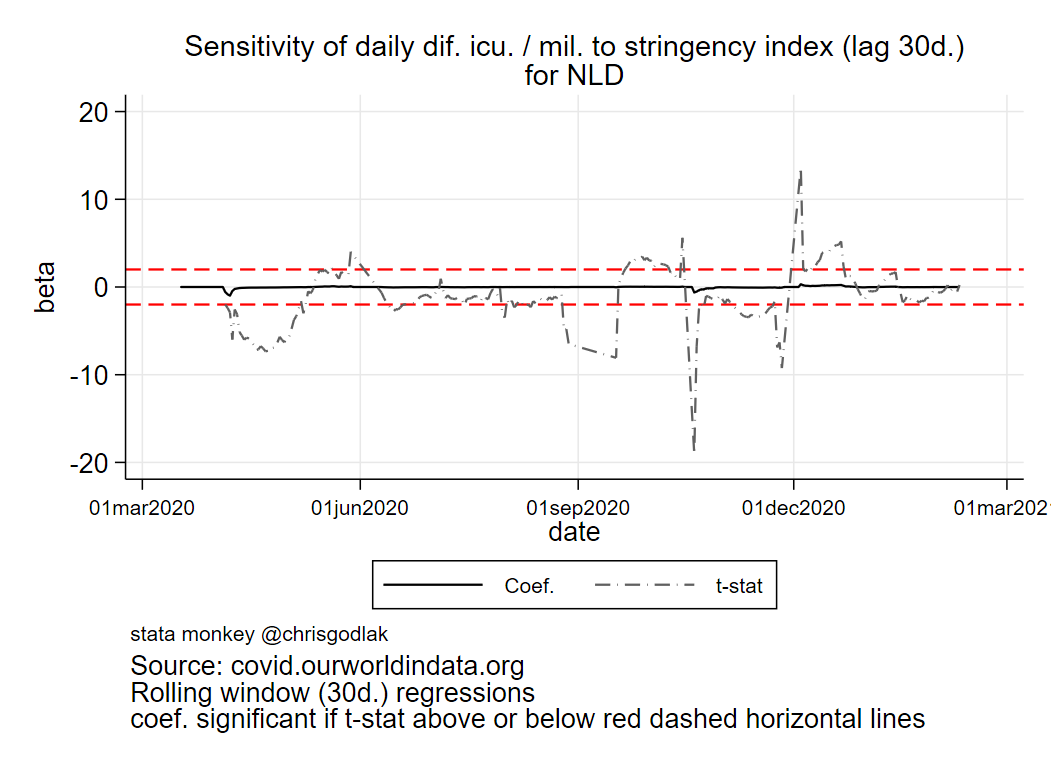 Sensitivity of daily dif. icu. / mil. to stringency index (lag 30d.)
for NLD
20
10
0
-10
-20
beta
01mar2020 01jun2020 01sep2020 01dec2020 01mar202
date
Coef. t-stat
stata monkey @chrisgodlak
Source: covid.ourworldindata.org
Rolling window (30d.) regressions
coef. significant if t-stat above or below red dashed horizontal lines